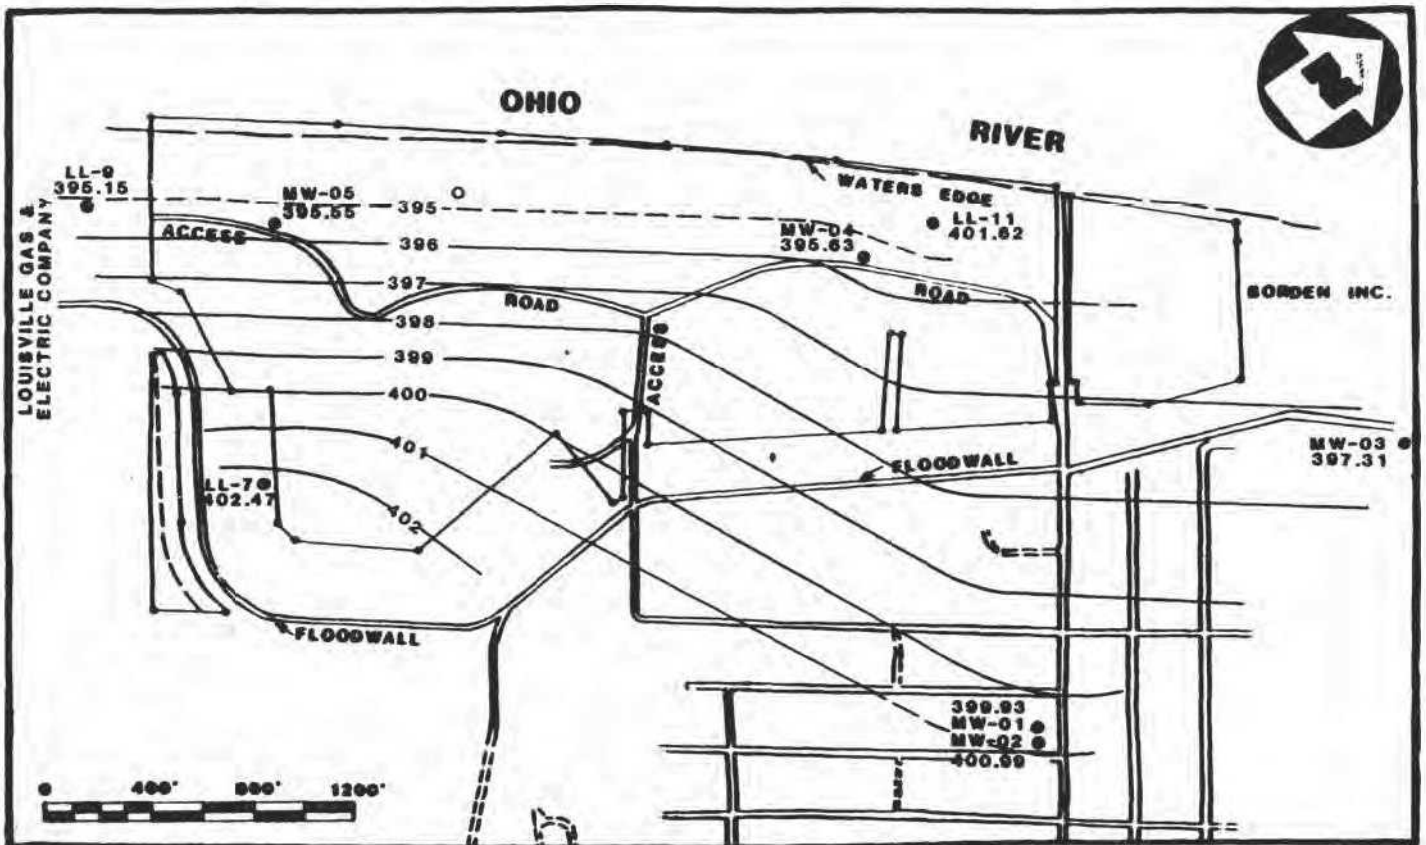 OHIO
RIVER
N
LL-9
395.15
MW-05
395.55
395
WATERS EDGE
LL-11
401.62
MW-04
395.63
ACCESS
396
397
ROAD
ROAD
BORDEN INC.
LOUISVILLE GAS &
ELECTRIC COMPANY
398
399
ACCESS
400
401
MW-03
397.31
FLOODWALL
LL-7
402.47
402
FLOODWALL
399.93
MW-01
MW-02
400.99
0 400' 800' 1200'